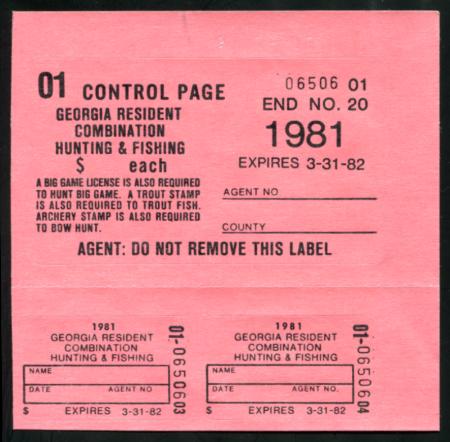 01 CONTROL PAGE
GEORGIA RESIDENT
COMBINATION
HUNTING & FISHING
$ each
A BIG GAME LICENSE IS ALSO REQUIRED
TO HUNT BIG GAME. A TROUT STAMP
IS ALSO REQUIRED TO TROUT FISH.
ARCHERY STAMP IS ALSO REQUIRED
TO BOW HUNT.
06506 01
END NO. 20
1981
EXPIRES 3-31-82
AGENT NO
COUNTY
AGENT: DO NOT REMOVE THIS LABEL
1981
GEORGIA RESIDENT
COMBINATION
HUNTING & FISHING
NAME
DATE AGENT NO.
$ EXPIRES 3-31-82
01-0650603
1981
GEORGIA RESIDENT
COMBINATION
HUNTING & FISHING
NAME
DATE AGENT NO.
$ EXPIRES 3-31-82
01-0650604